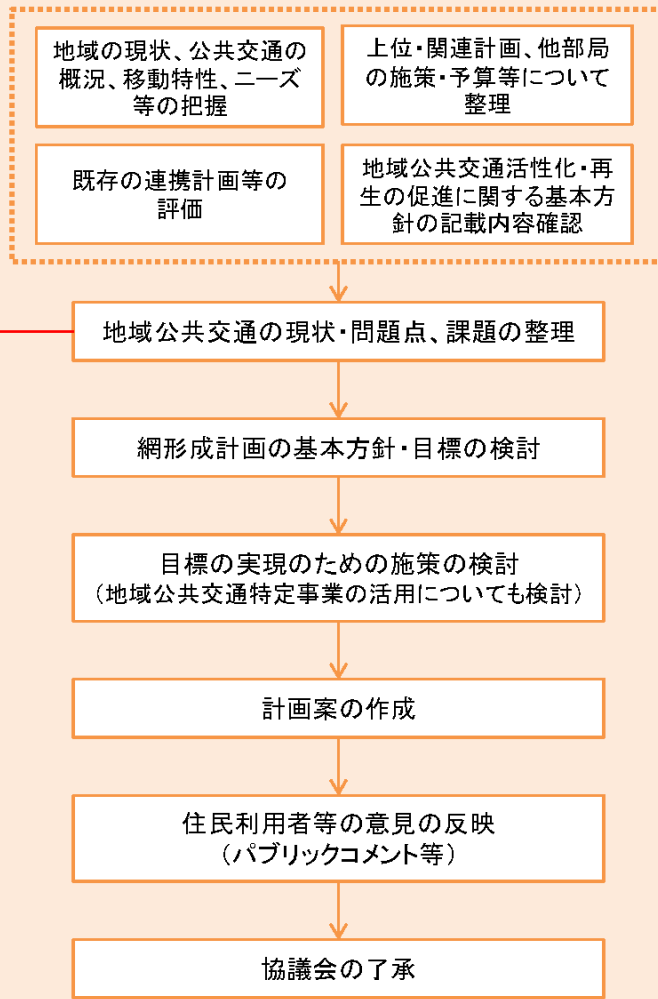 地域の現状、公共交通の
概況、移動特性、ニーズ
等の把握
上位・関連計画、他部局
の施策・予算等について
整理
既存の連携計画等の
評価
地域公共交通活性化・再
生の促進に関する基本方
針の記載内容確認
地域公共交通の現状・問題点、課題の整理
網形成計画の基本方針・目標の検討
目標の実現のための施策の検討
（地域公共交通特定事業の活用についても検討）
計画案の作成
住民利用者等の意見の反映
（パブリックコメント等）
協議会の了承